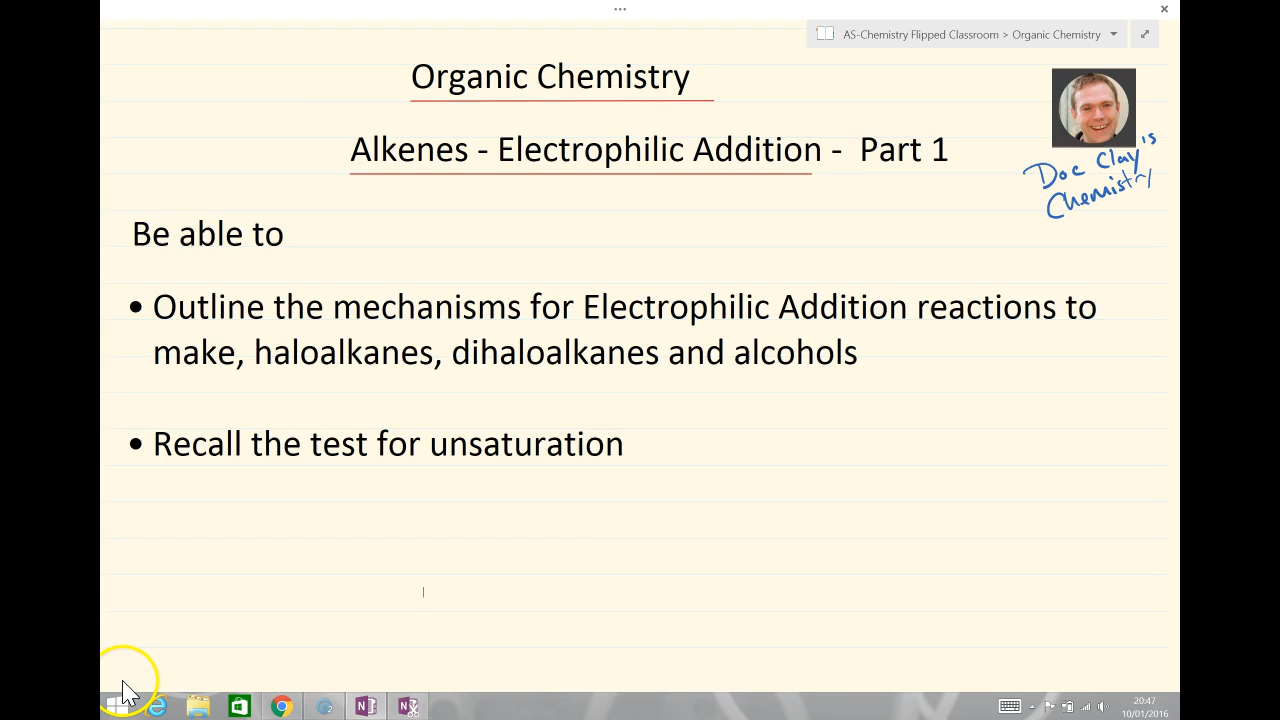 AS-Chemistry Flipped Classroom > Organic Chemistry
Organic Chemistry
Alkenes - Electrophilic Addition - Part 1
Doc Clay's
Chemistry
Be able to
• Outline the mechanisms for Electrophilic Addition reactions to
make, haloalkanes, dihaloalkanes and alcohols
• Recall the test for unsaturation
20:47
10/01/2016